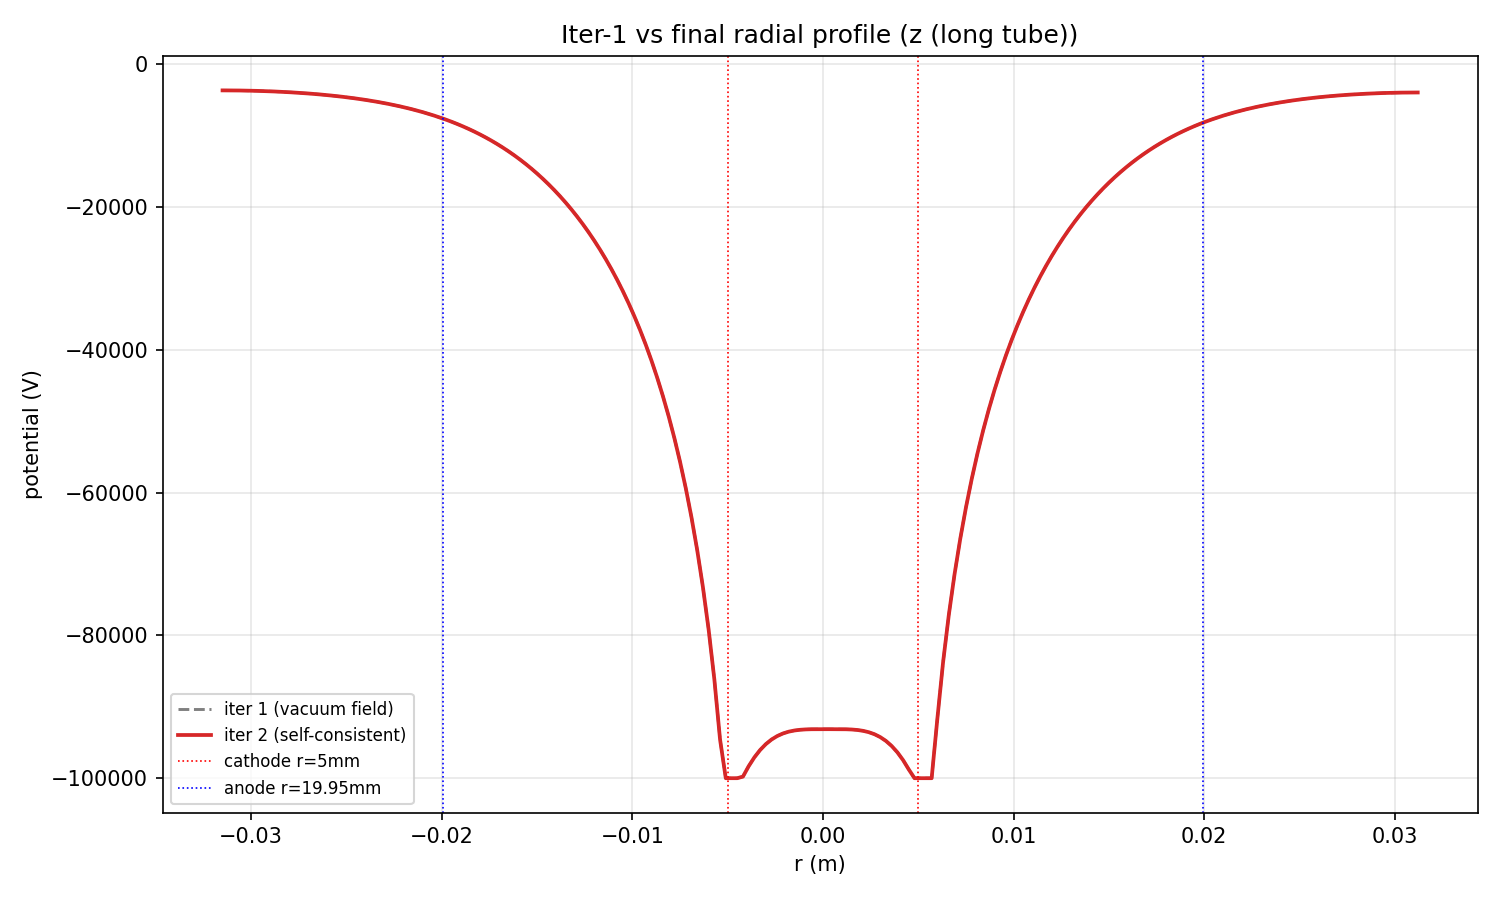 Iter-1 vs final radial profile (z (long tube))
0
−20000
−40000
−60000
−80000
−100000
potential (V)
iter 1 (vacuum field)
iter 2 (self-consistent)
cathode r=5mm
anode r=19.95mm
−0.03 −0.02 −0.01 0.00 0.01 0.02 0.03
r (m)